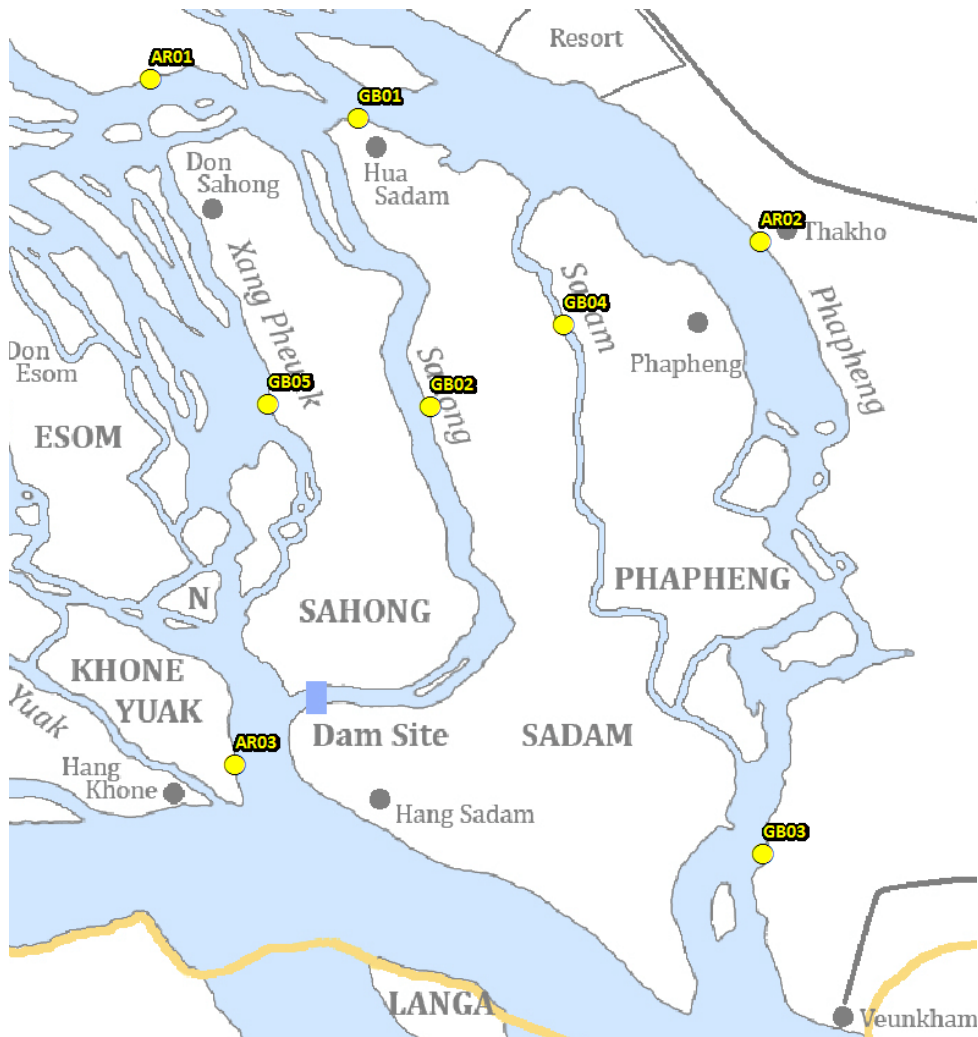 Resort
AR01
GB01
Don
Sahong
Hua
Sadam
AR02
Thakho
Xang Pheuak
Sadam
GB04
Phapheng
Phapheng
Don
Esom
GB05
Sahong
GB02
ESOM
N
SAHONG
PHAPHENG
KHONE
YUAK
Yuak
Dam Site
SADAM
AR03
Hang
Khone
Hang Sadam
GB03
LANGA
Veunkham